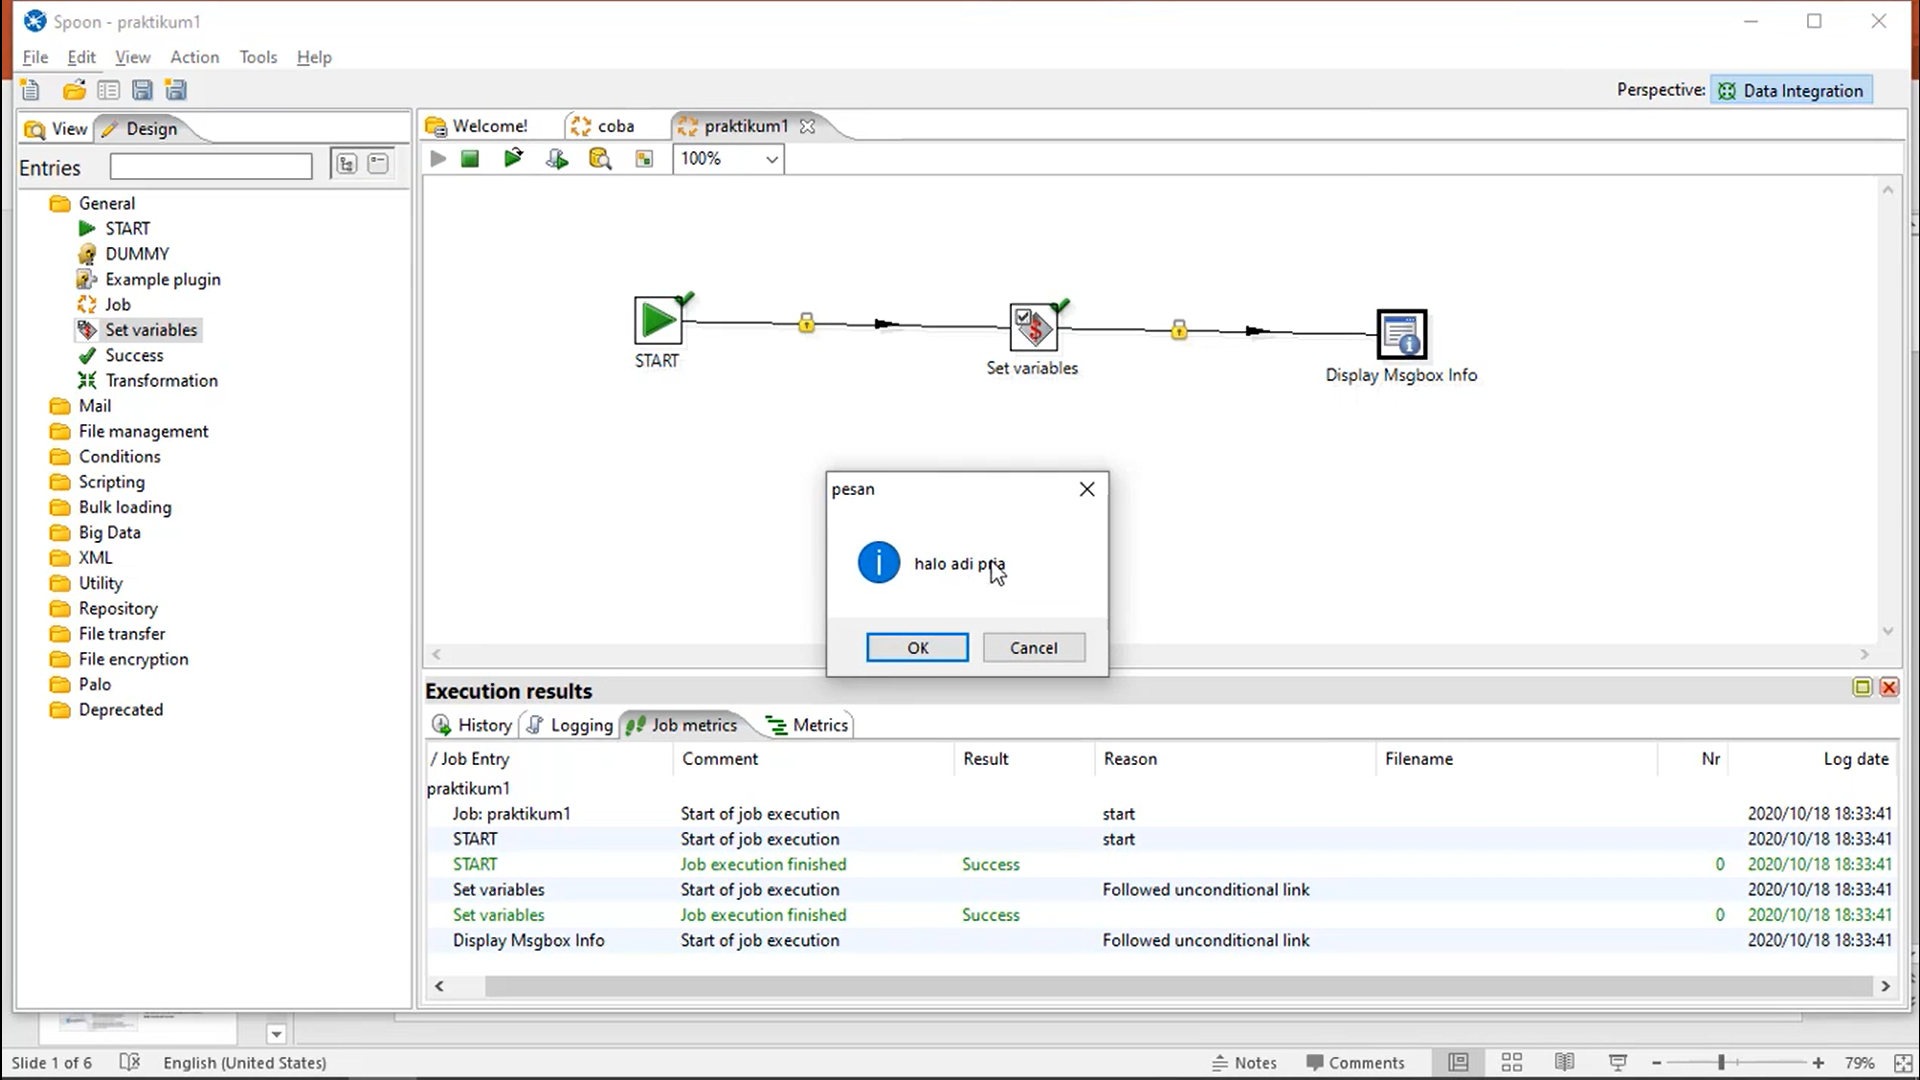 Spoon - praktikum1
File Edit View Action Tools Help
Perspective: Data Integration
View Design
Welcome! coba praktikum1
Entries
100%
General
START
DUMMY
Example plugin
Job
Set variables
Success
Transformation
Mail
File management
Conditions
Scripting
Bulk loading
Big Data
XML
Utility
Repository
File transfer
File encryption
Palo
Deprecated
START
Set variables
Display Msgbox Info
pesan
halo adi pria
OK Cancel
Execution results
History Logging Job metrics Metrics
/ Job Entry Comment Result Reason Filename Nr Log date
praktikum1
Job: praktikum1 Start of job execution start 2020/10/18 18:33:41
START Start of job execution start 2020/10/18 18:33:41
START Job execution finished Success 0 2020/10/18 18:33:41
Set variables Start of job execution Followed unconditional link 2020/10/18 18:33:41
Set variables Job execution finished Success 0 2020/10/18 18:33:41
Display Msgbox Info Start of job execution Followed unconditional link 2020/10/18 18:33:41
Slide 1 of 6 English (United States) Notes Comments 79%